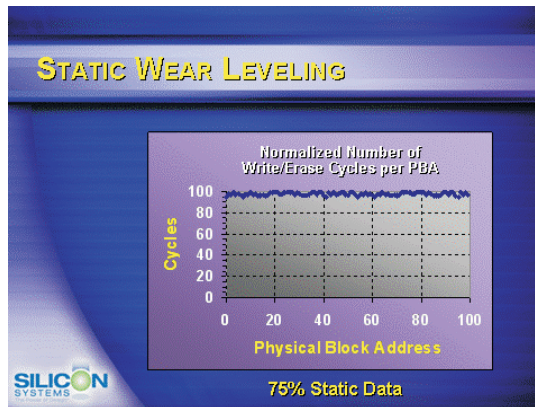 STATIC WEAR LEVELING
Normalized Number of
Write/Erase Cycles per PBA
100
80
60
40
20
0
Cycles
0 20 40 60 80 100
Physical Block Address
SILICON
SYSTEMS
75% Static Data